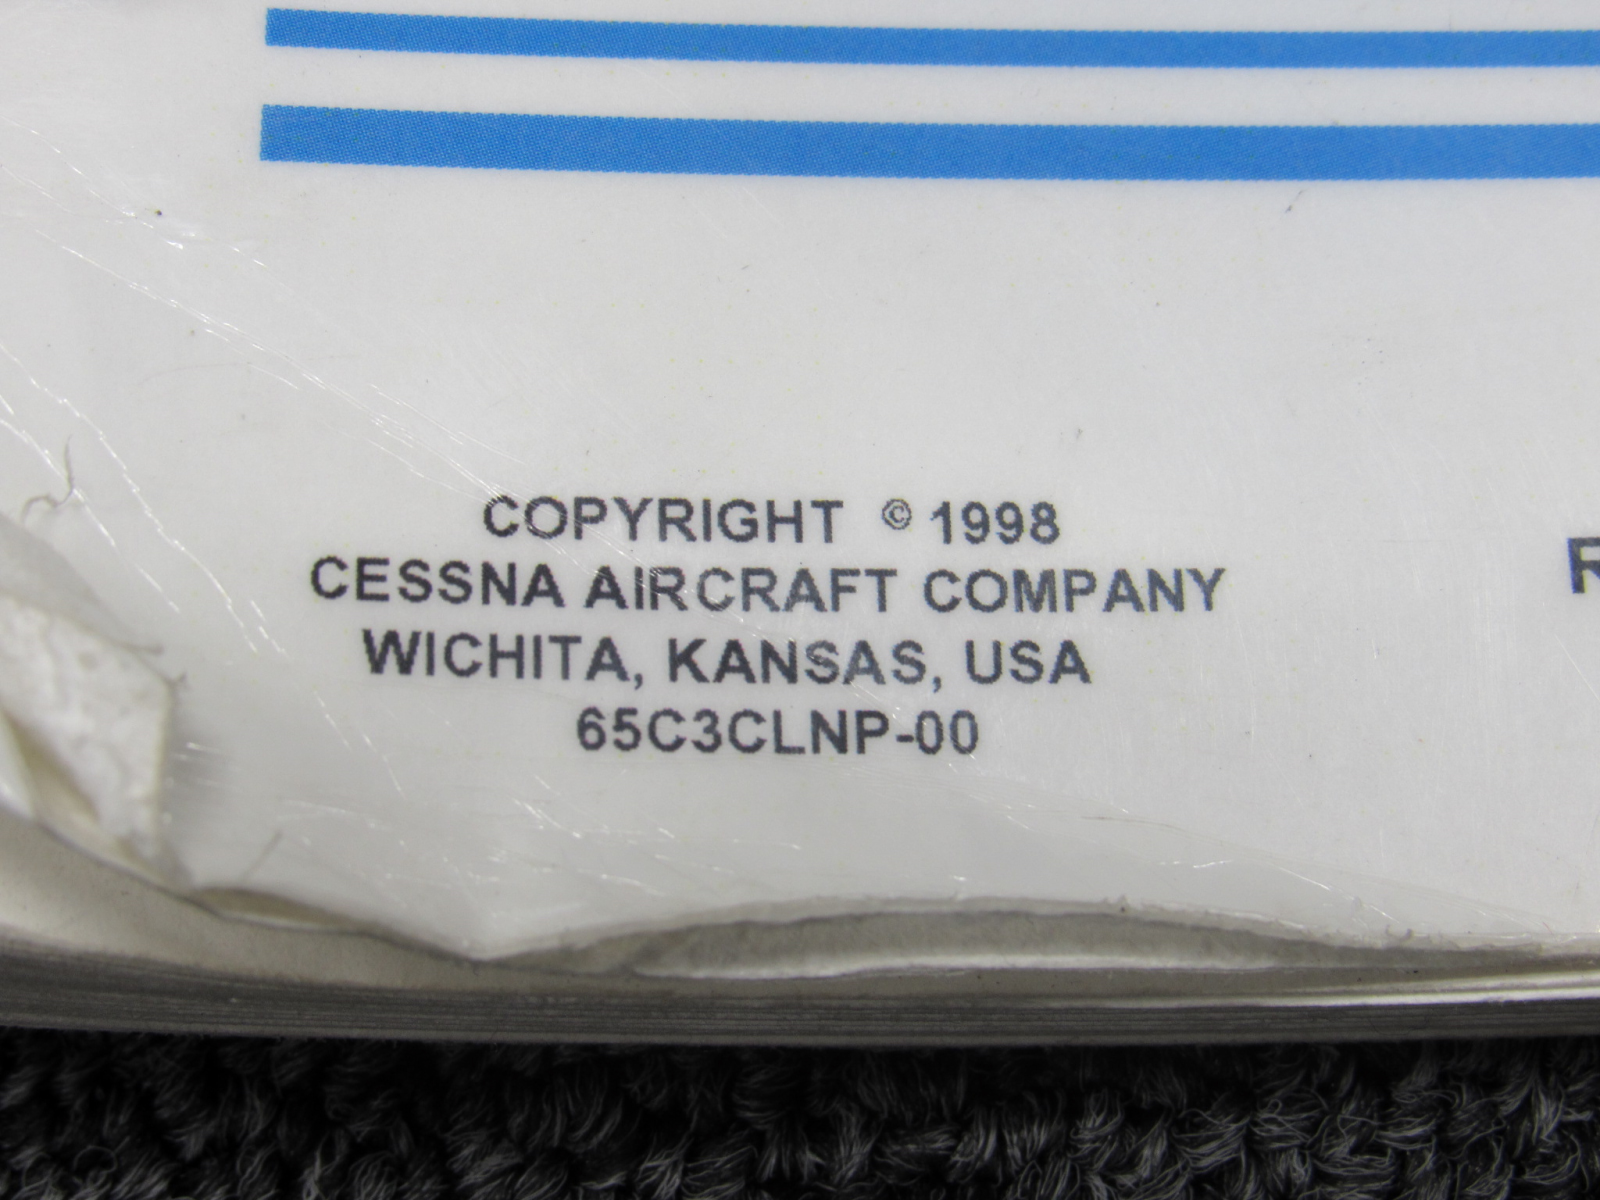 COPYRIGHT © 1998
CESSNA AIRCRAFT COMPANY
WICHITA, KANSAS, USA
65C3CLNP-00